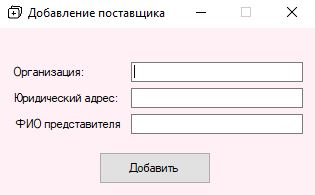 Добавление поставщика
Организация:
Юридический адрес:
ФИО представителя
Добавить